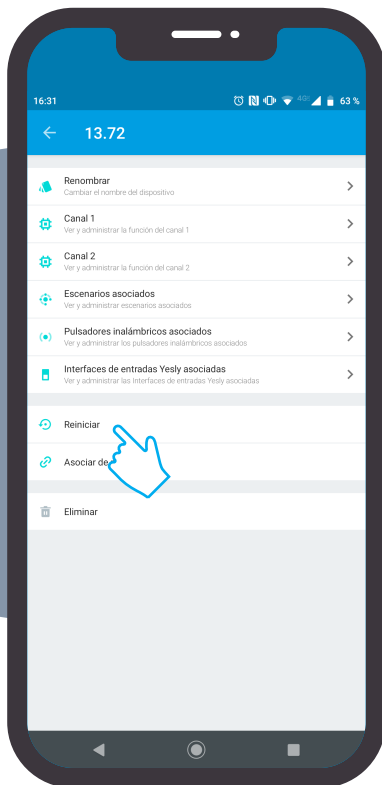 16:31
4G 63 %
13.72
Renombrar
Cambiar el nombre del dispositivo
Canal 1
Ver y administrar la función del canal 1
Canal 2
Ver y administrar la función del canal 2
Escenarios asociados
Ver y administrar escenarios asociados
Pulsadores inalámbricos asociados
Ver y administrar los pulsadores inalámbricos asociados
Interfaces de entradas Yesly asociadas
Ver y administrar las Interfaces de entradas Yesly asociadas
Reiniciar
Asociar de
Eliminar